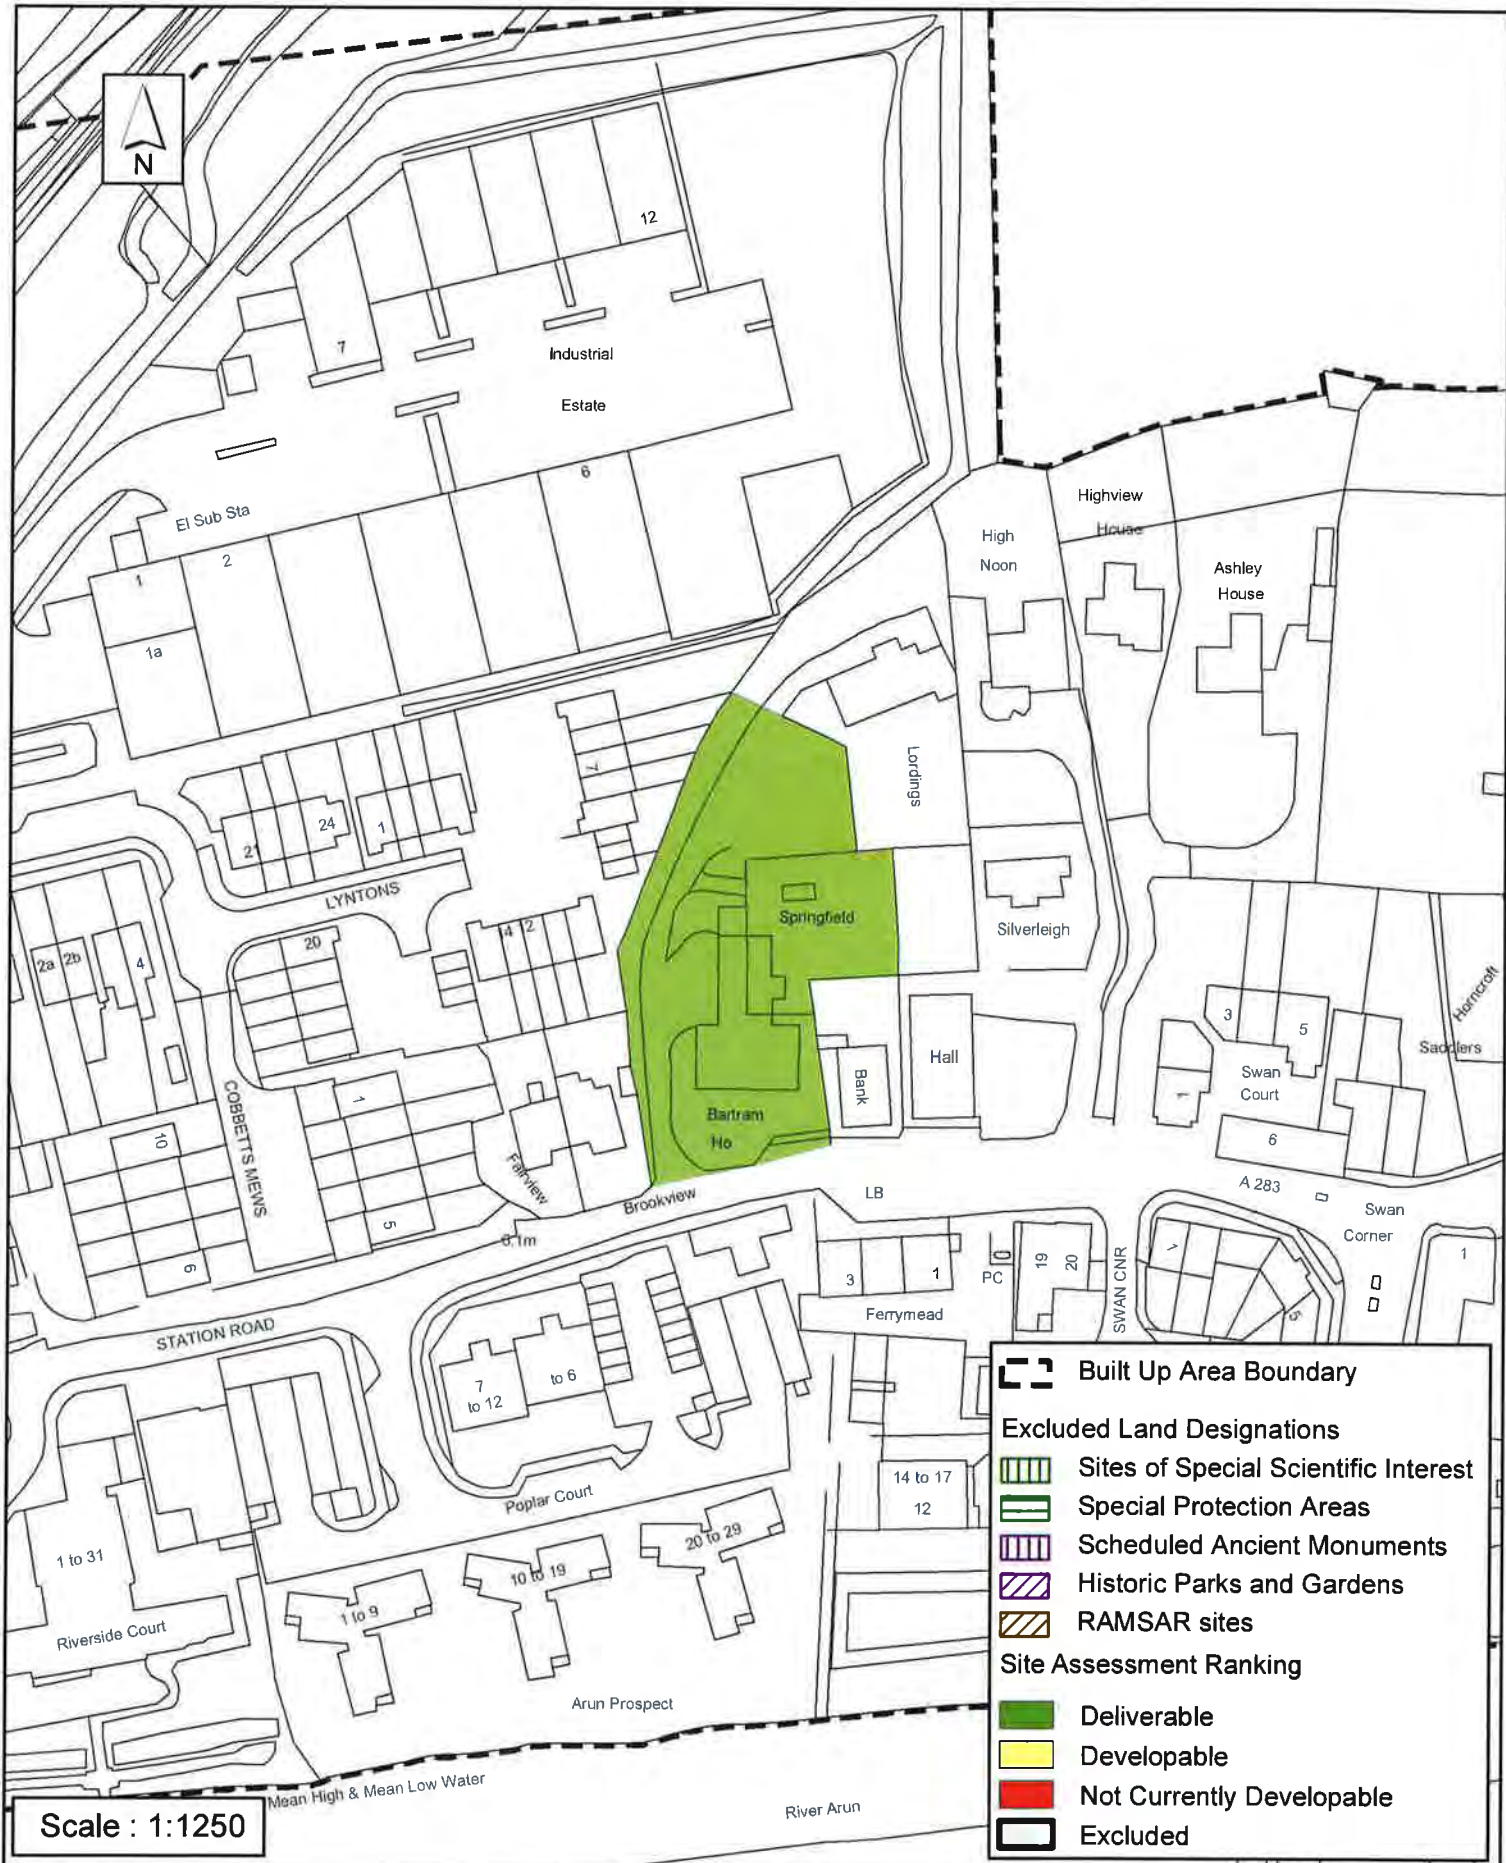 N
12
7
Industrial
Estate
6
El Sub Sta
1
2
1a
High
Noon
Highview
House
Ashley
House
Lordings
7
24
1
21
LYNTONS
20
14 12
2a 2b
4
Springfield
Silverleigh
Hall
Bank
Bartram
Ho
3
5
Swan
Court
1
6
Saddlers
Horncroft
COBBETTS MEWS
10
6
1
5
Fairview
Brookview
6.1m
LB
A 283
Swan
Corner
1
STATION ROAD
3
1
PC
19
20
SWAN CNR
1
5
Ferrymead
7
to 12
to 6
Poplar Court
14 to 17
12
1 to 31
Riverside Court
1 to 9
10 to 19
20 to 29
Arun Prospect
Mean High & Mean Low Water
River Arun
Scale : 1:1250
Built Up Area Boundary
Excluded Land Designations
Sites of Special Scientific Interest
Special Protection Areas
Scheduled Ancient Monuments
Historic Parks and Gardens
RAMSAR sites
Site Assessment Ranking
Deliverable
Developable
Not Currently Developable
Excluded